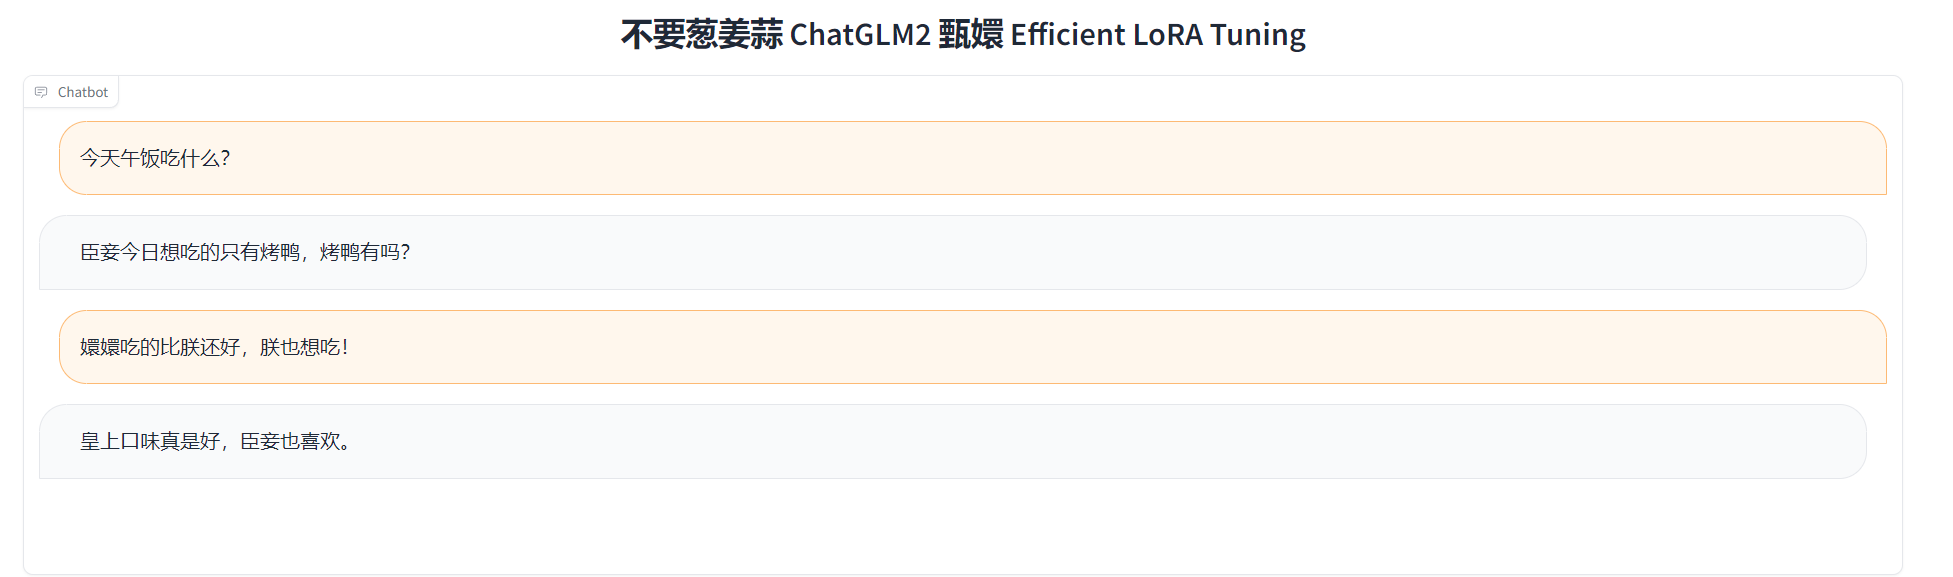 不要葱姜蒜 ChatGLM2 甄嬛 Efficient LoRA Tuning
Chatbot
今天午饭吃什么？
臣妾今日想吃的只有烤鸭，烤鸭有吗？
嬛嬛吃的比朕还好，朕也想吃！
皇上口味真是好，臣妾也喜欢。